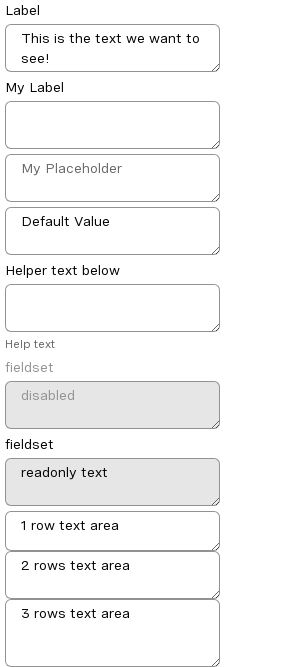 Label
This is the text we want to
see!
My Label
My Placeholder
Default Value
Helper text below
Help text
fieldset
disabled
fieldset
readonly text
1 row text area
2 rows text area
3 rows text area